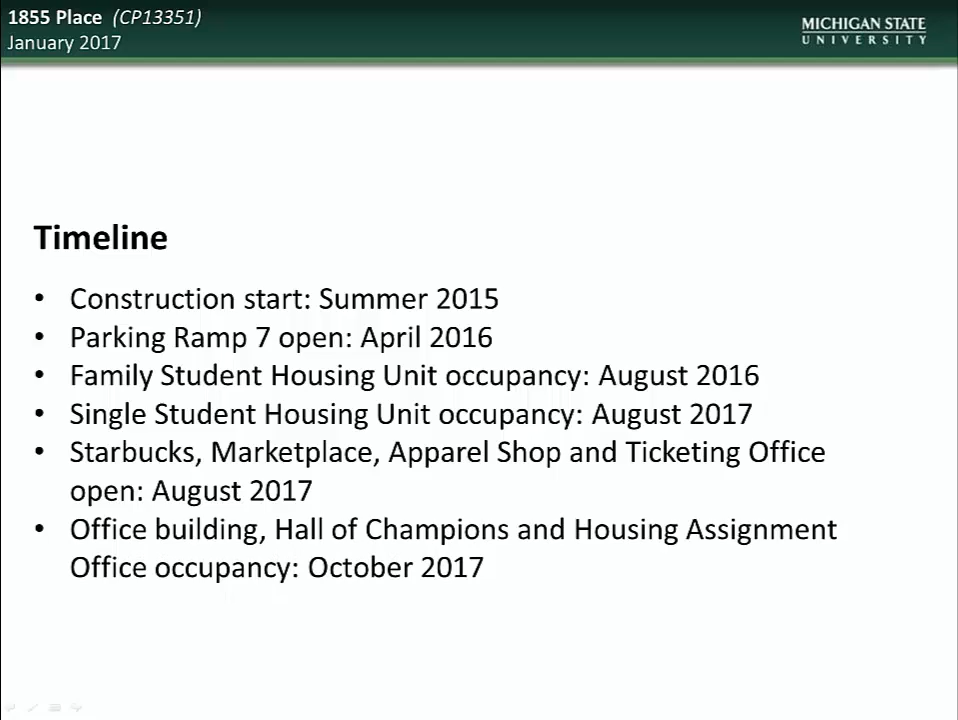 1855 Place (CP13351)
January 2017
MICHIGAN STATE
UNIVERSITY
Timeline
• Construction start: Summer 2015
• Parking Ramp 7 open: April 2016
• Family Student Housing Unit occupancy: August 2016
• Single Student Housing Unit occupancy: August 2017
• Starbucks, Marketplace, Apparel Shop and Ticketing Office
open: August 2017
• Office building, Hall of Champions and Housing Assignment
Office occupancy: October 2017